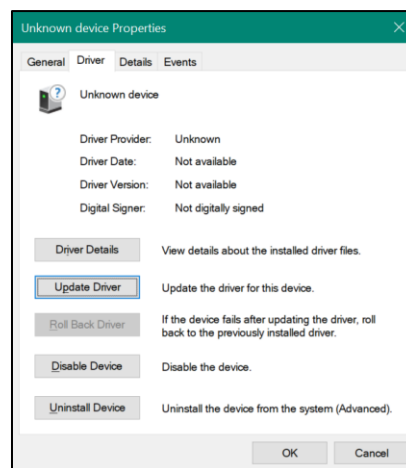 Unknown device Properties
General Driver Details Events
Unknown device
Driver Provider: Unknown
Driver Date: Not available
Driver Version: Not available
Digital Signer: Not digitally signed
Driver Details View details about the installed driver files.
Update Driver Update the driver for this device.
Roll Back Driver If the device fails after updating the driver, roll
back to the previously installed driver.
Disable Device Disable the device.
Uninstall Device Uninstall the device from the system (Advanced).
OK Cancel